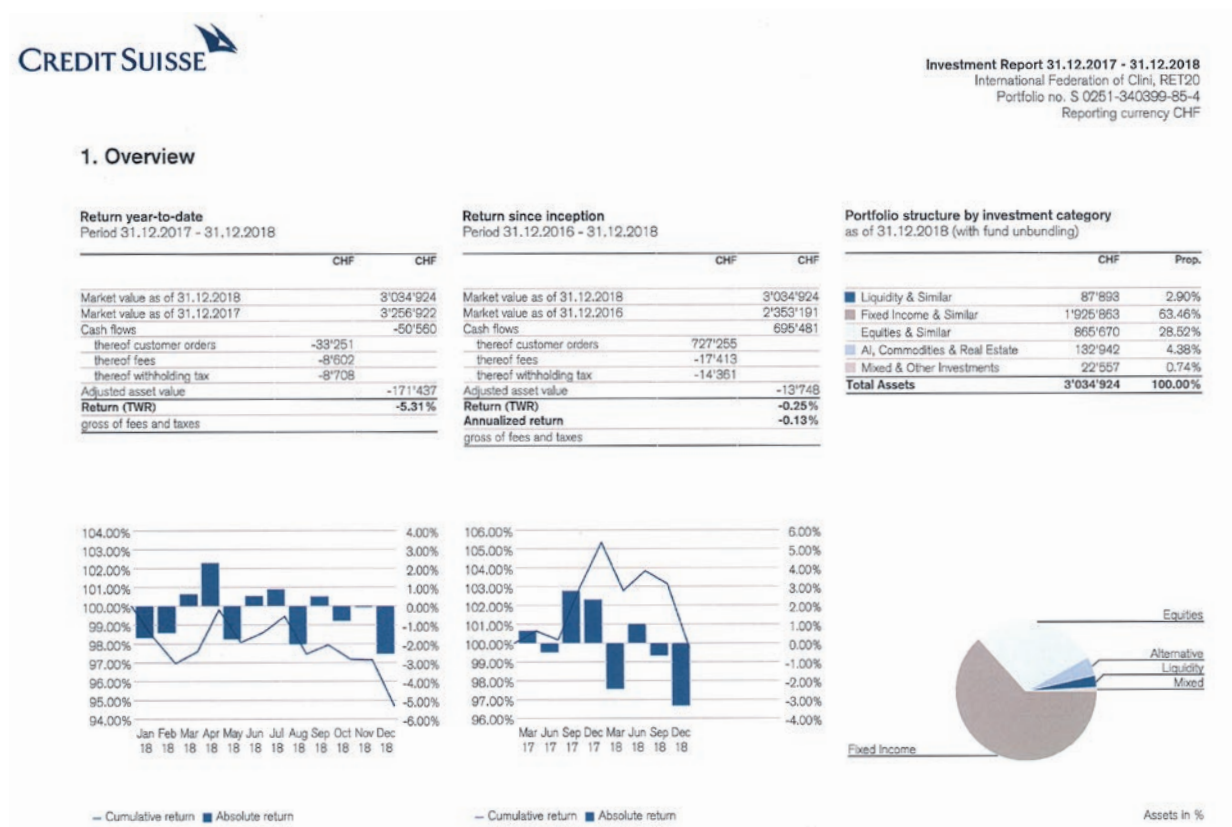 CREDIT SUISSE
Investment Report 31.12.2017 - 31.12.2018
International Federation of Clini, RET20
Portfolio no. S 0251-340399-85-4
Reporting currency CHF
1. Overview
Return year-to-date
Period 31.12.2017 - 31.12.2018
CHF CHF
Market value as of 31.12.2018 3'034'924
Market value as of 31.12.2017 3'256'922
Cash flows -50'560
thereof customer orders -33'251
thereof fees -8'602
thereof withholding tax -8'708
Adjusted asset value -171'437
Return (TWR) -5.31%
gross of fees and taxes
Return since inception
Period 31.12.2016 - 31.12.2018
CHF CHF
Market value as of 31.12.2018 3'034'924
Market value as of 31.12.2016 2'353'191
Cash flows 695'481
thereof customer orders 727'255
thereof fees -17'413
thereof withholding tax -14'361
Adjusted asset value -13'748
Return (TWR) -0.25%
Annualized return -0.13%
gross of fees and taxes
Portfolio structure by investment category
as of 31.12.2018 (with fund unbundling)
CHF Prop.
Liquidity & Similar 87'893 2.90%
Fixed Income & Similar 1'925'863 63.46%
Equities & Similar 865'670 28.52%
AI, Commodities & Real Estate 132'942 4.38%
Mixed & Other Investments 22'557 0.74%
Total Assets 3'034'924 100.00%
104.00% 4.00%
103.00% 3.00%
102.00% 2.00%
101.00% 1.00%
100.00% 0.00%
99.00% -1.00%
98.00% -2.00%
97.00% -3.00%
96.00% -4.00%
95.00% -5.00%
94.00% -6.00%
Jan Feb Mar Apr May Jun Jul Aug Sep Oct Nov Dec
18 18 18 18 18 18 18 18 18 18 18 18
Cumulative return Absolute return
106.00% 6.00%
105.00% 5.00%
104.00% 4.00%
103.00% 3.00%
102.00% 2.00%
101.00% 1.00%
100.00% 0.00%
99.00% -1.00%
98.00% -2.00%
97.00% -3.00%
96.00% -4.00%
Mar Jun Sep Dec Mar Jun Sep Dec
17 17 17 17 18 18 18 18
Cumulative return Absolute return
Equities
Alternative
Liquidity
Mixed
Fixed Income
Assets in %